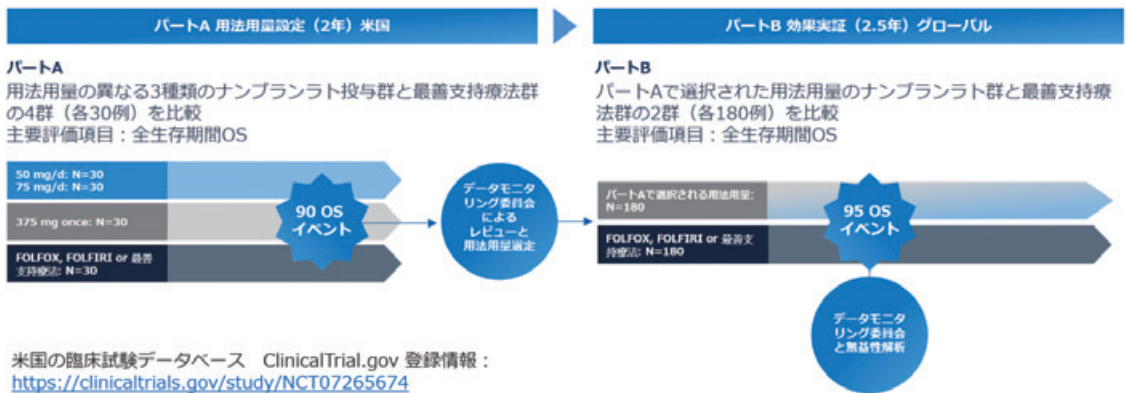 パートA 用法用量設定（2年）米国
パートB 効果実証（2.5年）グローバル
パートA
用法用量の異なる3種類のナンブランラト投与群と最善支持療法群
の4群（各30例）を比較
主要評価項目：全生存期間OS
パートB
パートAで選択された用法用量のナンブランラト群と最善支持療
法群の2群（各180例）を比較
主要評価項目：全生存期間OS
50 mg/d: N=30
75 mg/d: N=30
375 mg once: N=30
FOLFOX, FOLFIRI or 最善
支持療法: N=30
90 OS
イベント
データモニタ
リング委員会
による
レビューと
用法用量選定
パートAで選択される用法用量:
N=180
FOLFOX, FOLFIRI or 最善支
持療法: N=180
95 OS
イベント
データモニタ
リング委員会
と無益性解析
米国の臨床試験データベース ClinicalTrial.gov 登録情報：
https://clinicaltrials.gov/study/NCT07265674